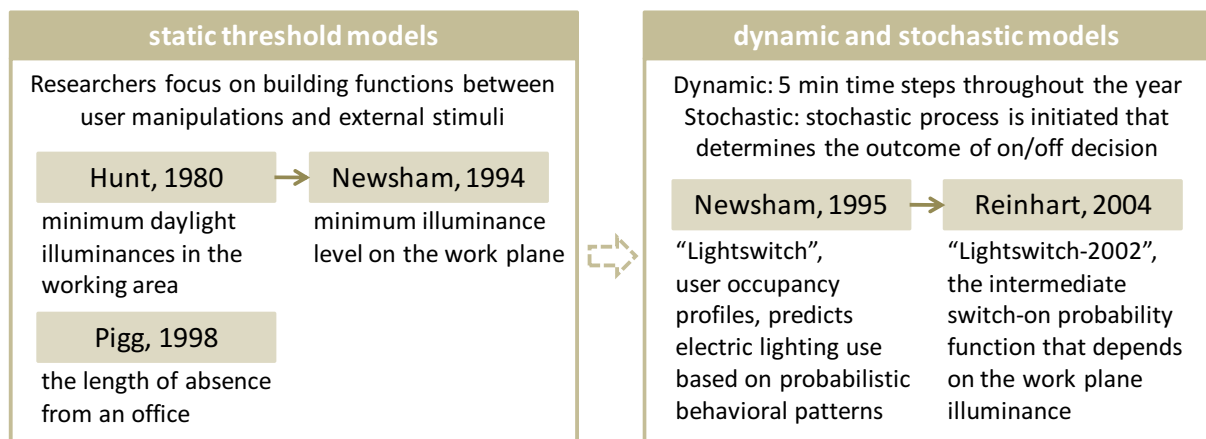 static threshold models
Researchers focus on building functions between
user manipulations and external stimuli
Hunt, 1980
minimum daylight
illuminances in the
working area
Newsham, 1994
minimum illuminance
level on the work plane
Pigg, 1998
the length of absence
from an office
dynamic and stochastic models
Dynamic: 5 min time steps throughout the year
Stochastic: stochastic process is initiated that
determines the outcome of on/off decision
Newsham, 1995
“Lightswitch”,
user occupancy
profiles, predicts
electric lighting use
based on probabilistic
behavioral patterns
Reinhart, 2004
“Lightswitch-2002”,
the intermediate
switch-on probability
function that depends
on the work plane
illuminance